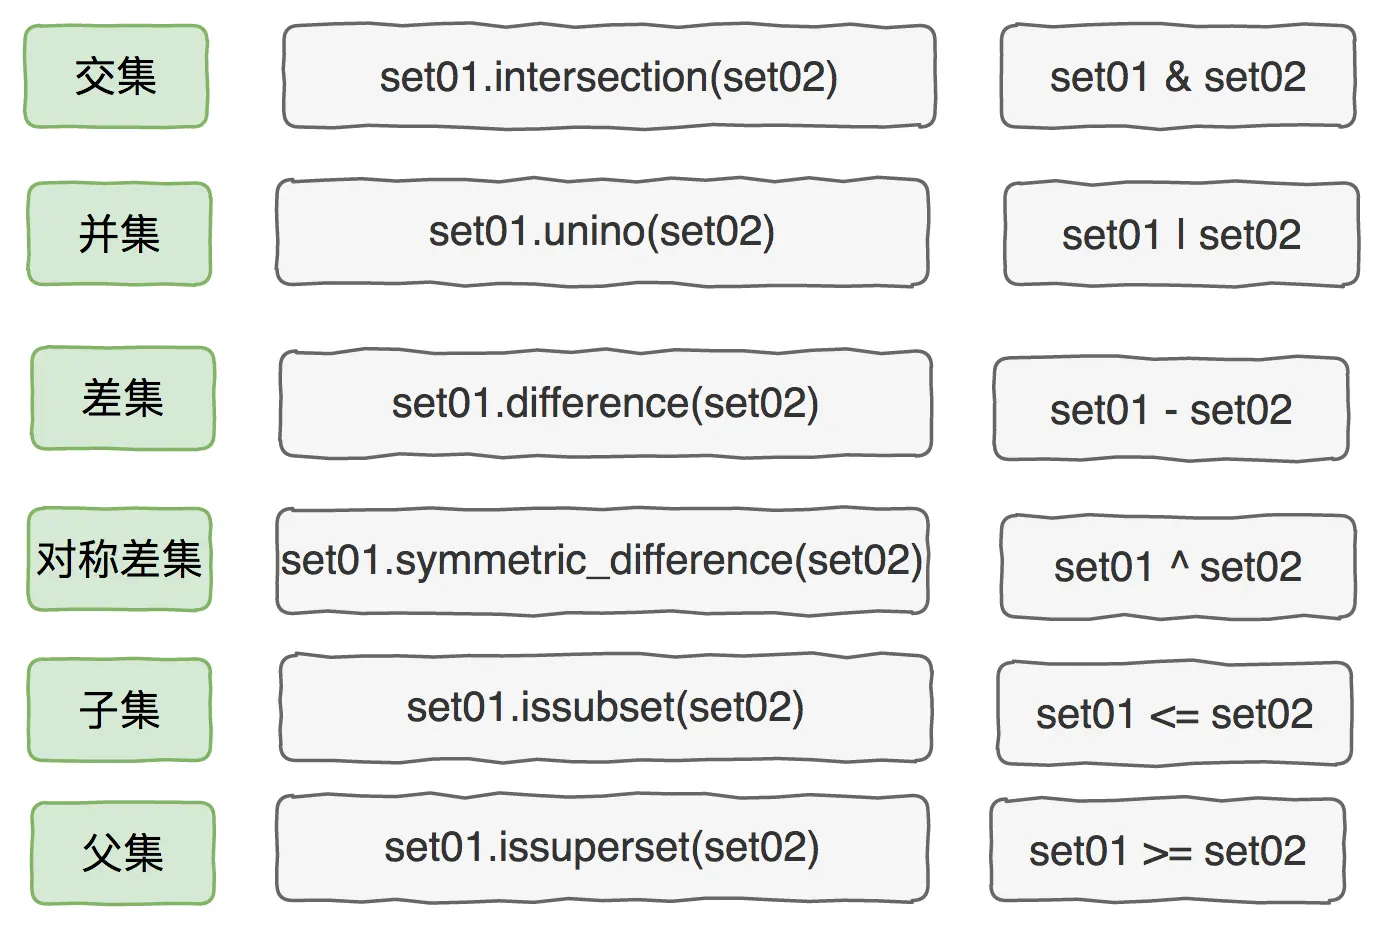 交集
set01.intersection(set02)
set01 & set02
并集
set01.unino(set02)
set01 | set02
差集
set01.difference(set02)
set01 - set02
对称差集
set01.symmetric_difference(set02)
set01 ^ set02
子集
set01.issubset(set02)
set01 <= set02
父集
set01.issuperset(set02)
set01 >= set02